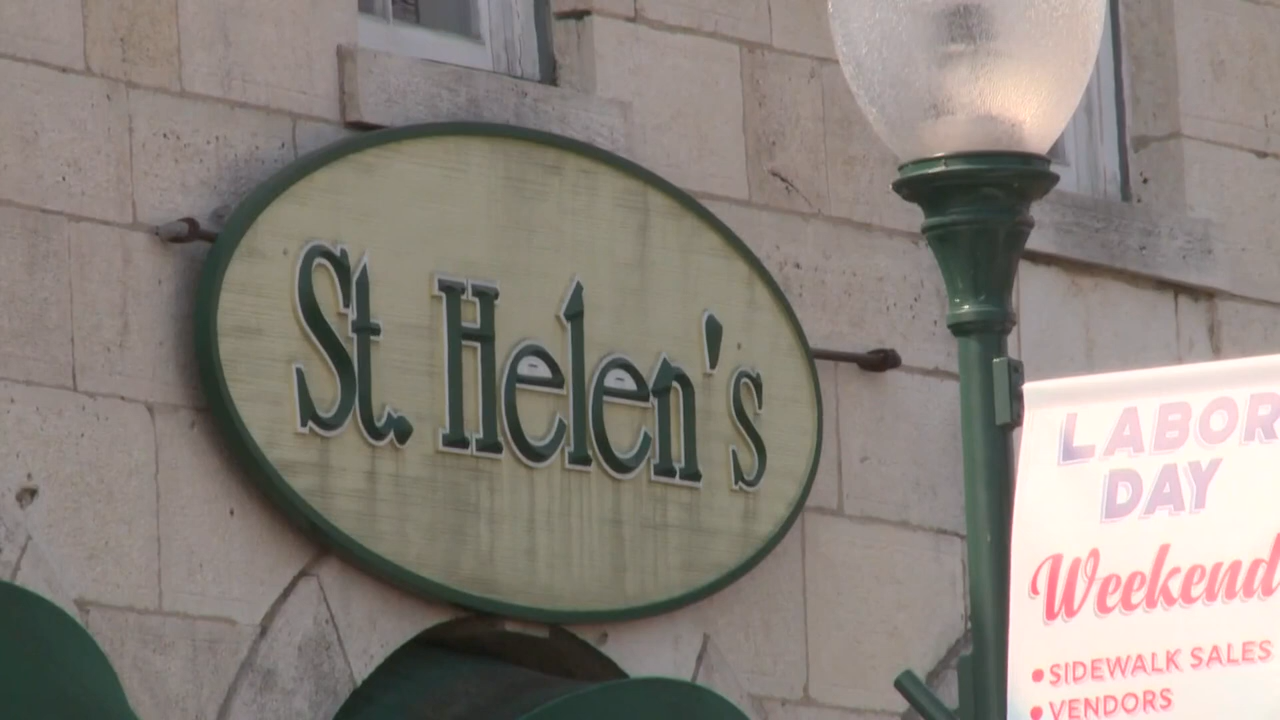 St. Helen's
LABOR
DAY
Weekend
•SIDEWALK SALES
•VENDORS